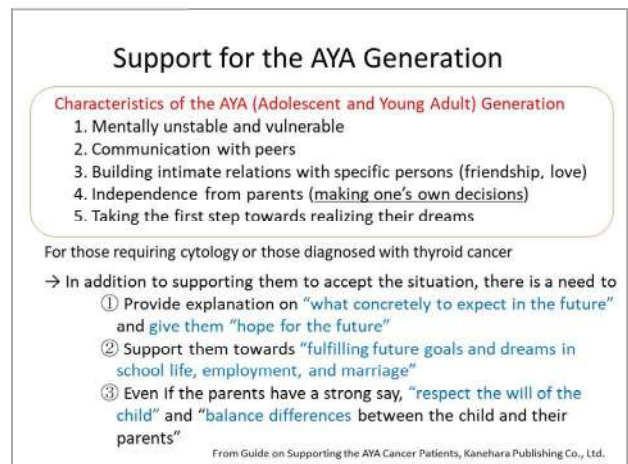 Support for the AYA Generation
Characteristics of the AYA (Adolescent and Young Adult) Generation
1. Mentally unstable and vulnerable
2. Communication with peers
3. Building intimate relations with specific persons (friendship, love)
4. Independence from parents (making one's own decisions)
5. Taking the first step towards realizing their dreams
For those requiring cytology or those diagnosed with thyroid cancer
→ In addition to supporting them to accept the situation, there is a need to
① Provide explanation on “what concretely to expect in the future”
and give them “hope for the future”
② Support them towards “fulfilling future goals and dreams in
school life, employment, and marriage”
③ Even if the parents have a strong say, “respect the will of the
child” and “balance differences between the child and their
parents”
From Guide on Supporting the AYA Cancer Patients, Kanehara Publishing Co., Ltd.